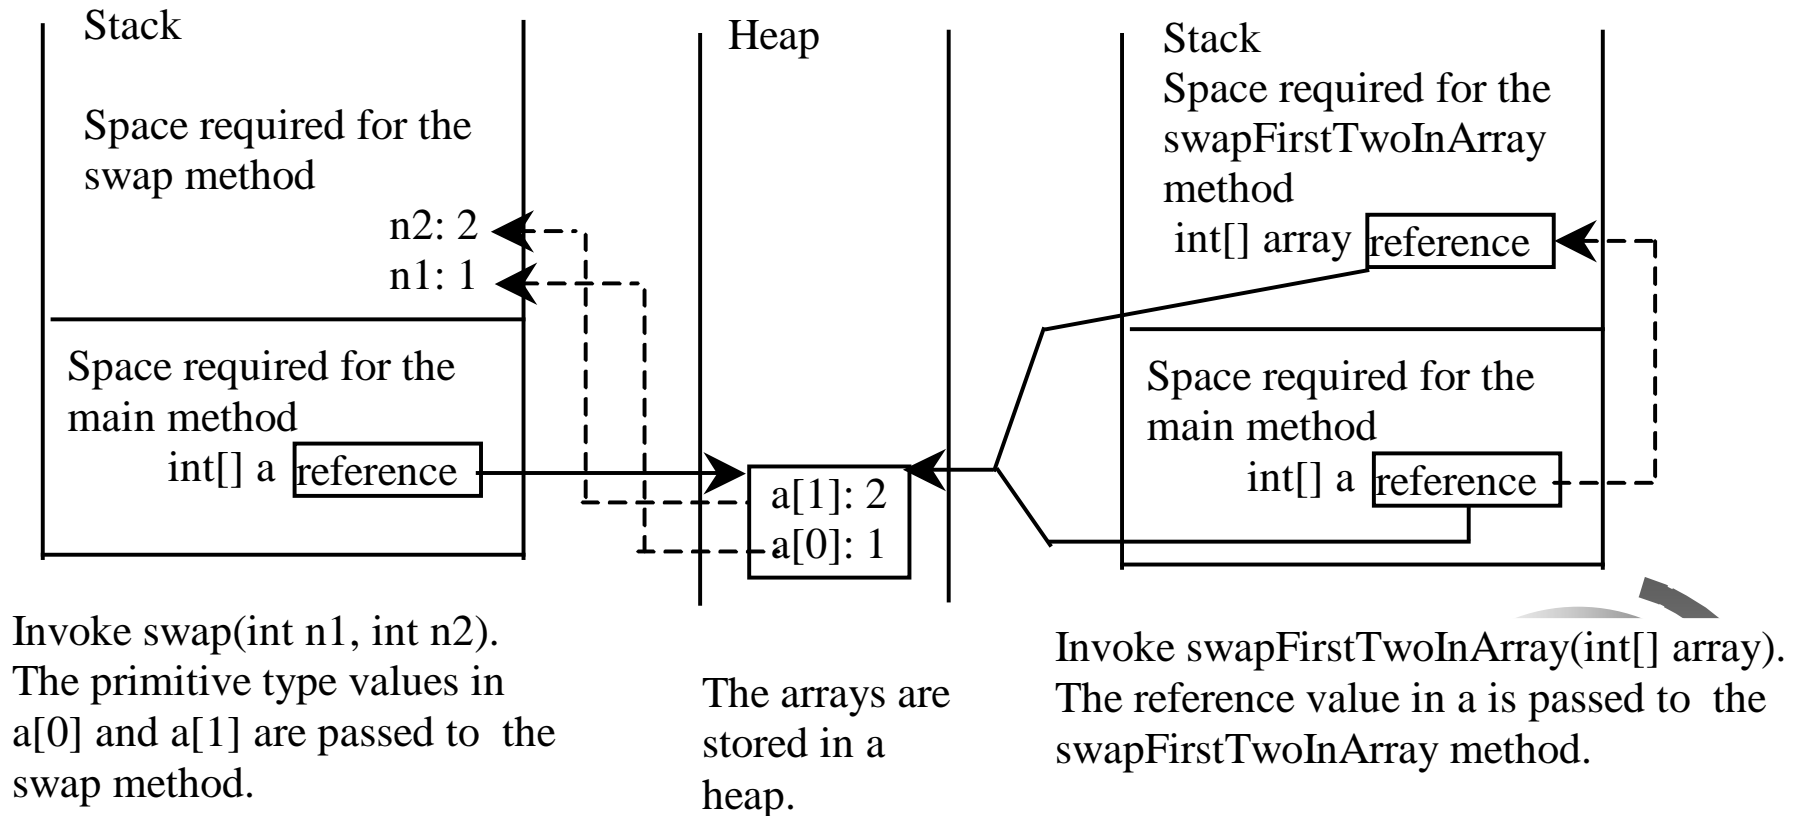 Stack
Space required for the
swap method
n2: 2
n1: 1
Space required for the
main method
int[] a reference
Invoke swap(int n1, int n2).
The primitive type values in
a[0] and a[1] are passed to the
swap method.
Heap
a[1]: 2
a[0]: 1
The arrays are
stored in a
heap.
Stack
Space required for the
swapFirstTwoInArray
method
int[] array reference
Space required for the
main method
int[] a reference
Invoke swapFirstTwoInArray(int[] array).
The reference value in a is passed to the
swapFirstTwoInArray method.